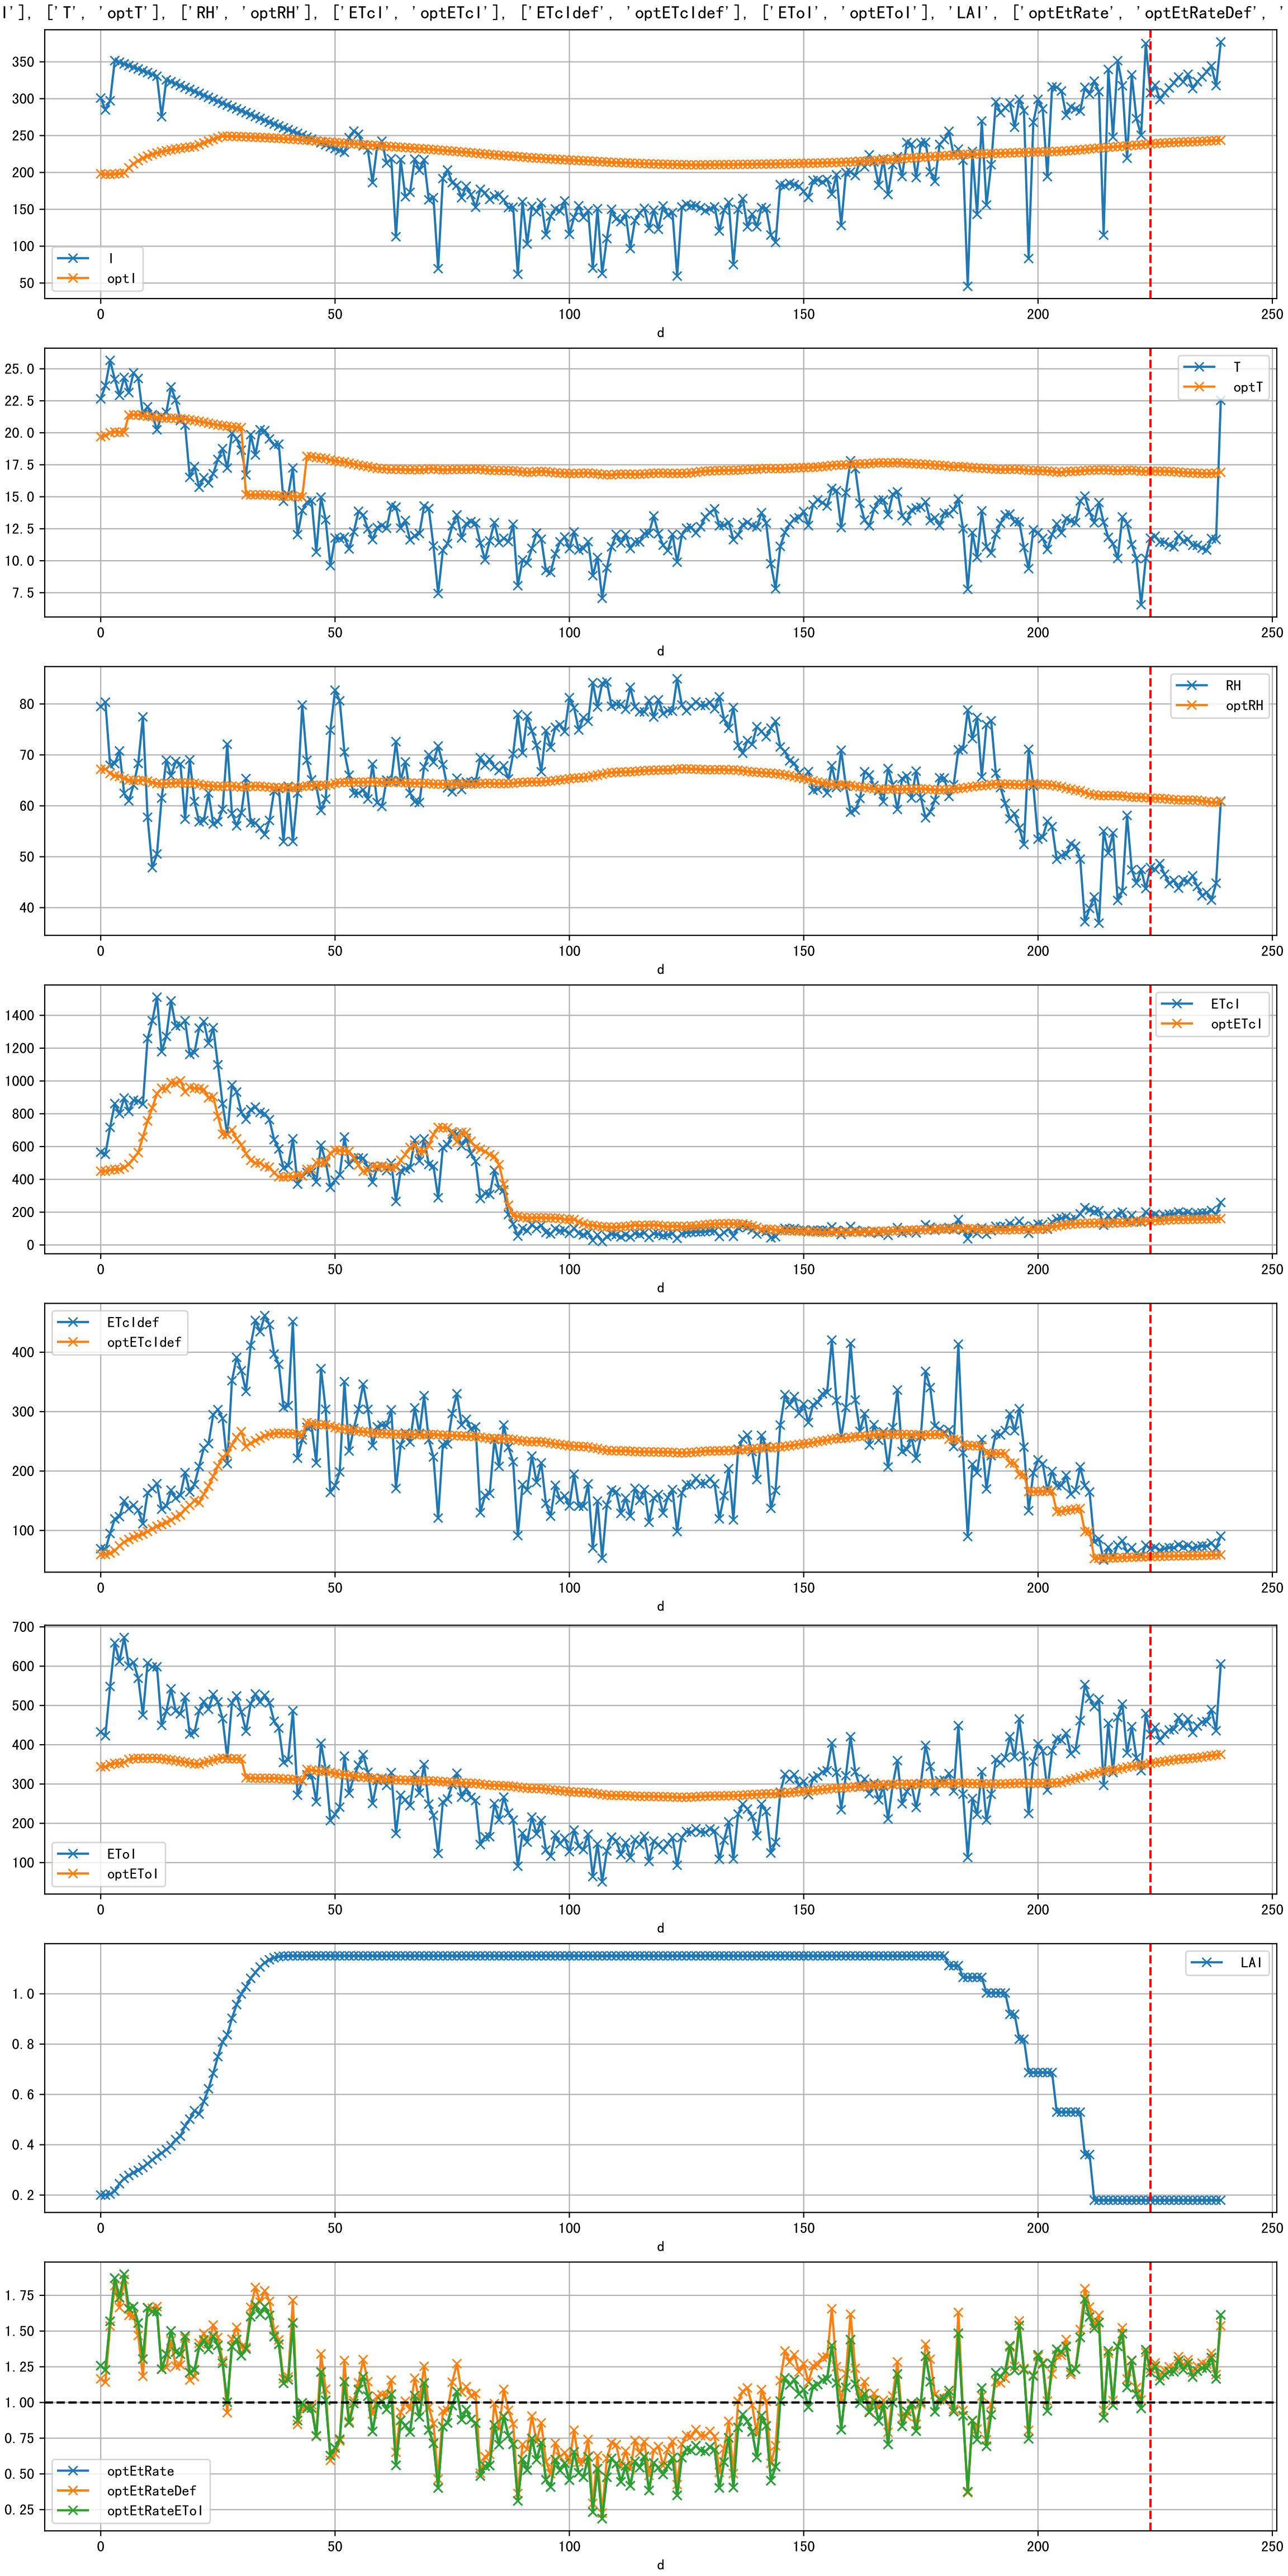 I'], ['T', 'optT'], ['RH', 'optRH'], ['ETcI', 'optETcI'], ['ETcIdef', 'optETcIdef'], ['EToI', 'optEToI'], 'LAI', ['optEtRate', 'optEtRateDef', '
350
300
250
200
150
100
50
I
optI
0 50 100 150 200 250
d
25.0
22.5
20.0
17.5
15.0
12.5
10.0
7.5
T
optT
0 50 100 150 200 250
d
80
70
60
50
40
RH
optRH
0 50 100 150 200 250
d
1400
1200
1000
800
600
400
200
0
ETcI
optETcI
0 50 100 150 200 250
d
400
300
200
100
ETcIdef
optETcIdef
0 50 100 150 200 250
d
700
600
500
400
300
200
100
EToI
optEToI
0 50 100 150 200 250
d
1.0
0.8
0.6
0.4
0.2
LAI
0 50 100 150 200 250
d
1.75
1.50
1.25
1.00
0.75
0.50
0.25
optEtRate
optEtRateDef
optEtRateEToI
0 50 100 150 200 250
d